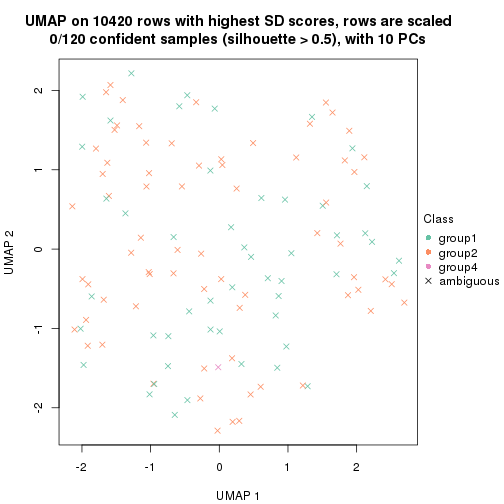 UMAP on 10420 rows with highest SD scores, rows are scaled
0/120 confident samples (silhouette > 0.5), with 10 PCs
2
1
0
-1
-2
UMAP 2
-2
-1
0
1
2
UMAP 1
Class
group1
group2
group4
ambiguous